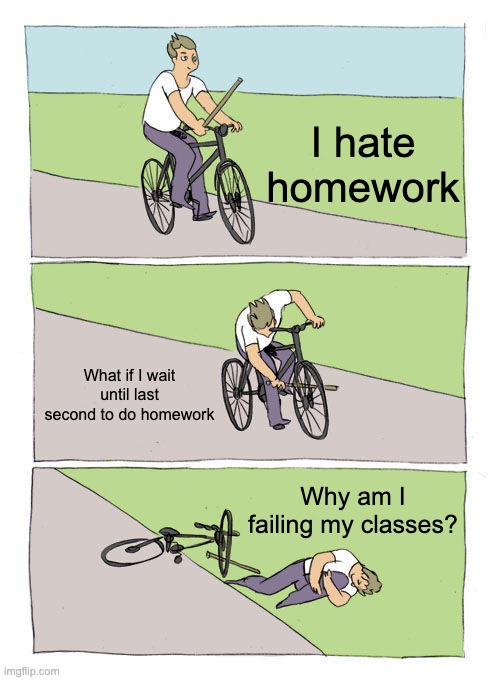 I hate
homework
What if I wait
until last
second to do homework
Why am I
failing my classes?
imgflip.com